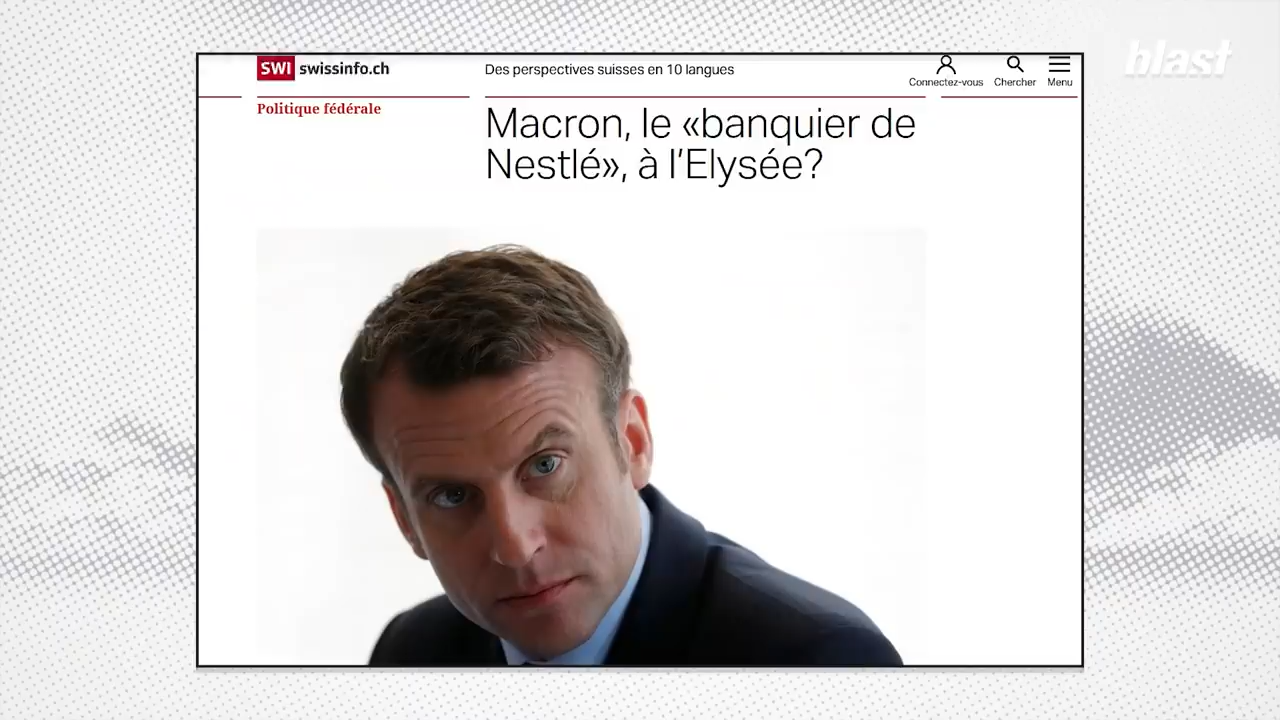 blast
SWI swissinfo.ch
Des perspectives suisses en 10 langues
Connectez-vous
Chercher
Menu
Politique fédérale
Macron, le «banquier de
Nestlé», à l'Elysée?